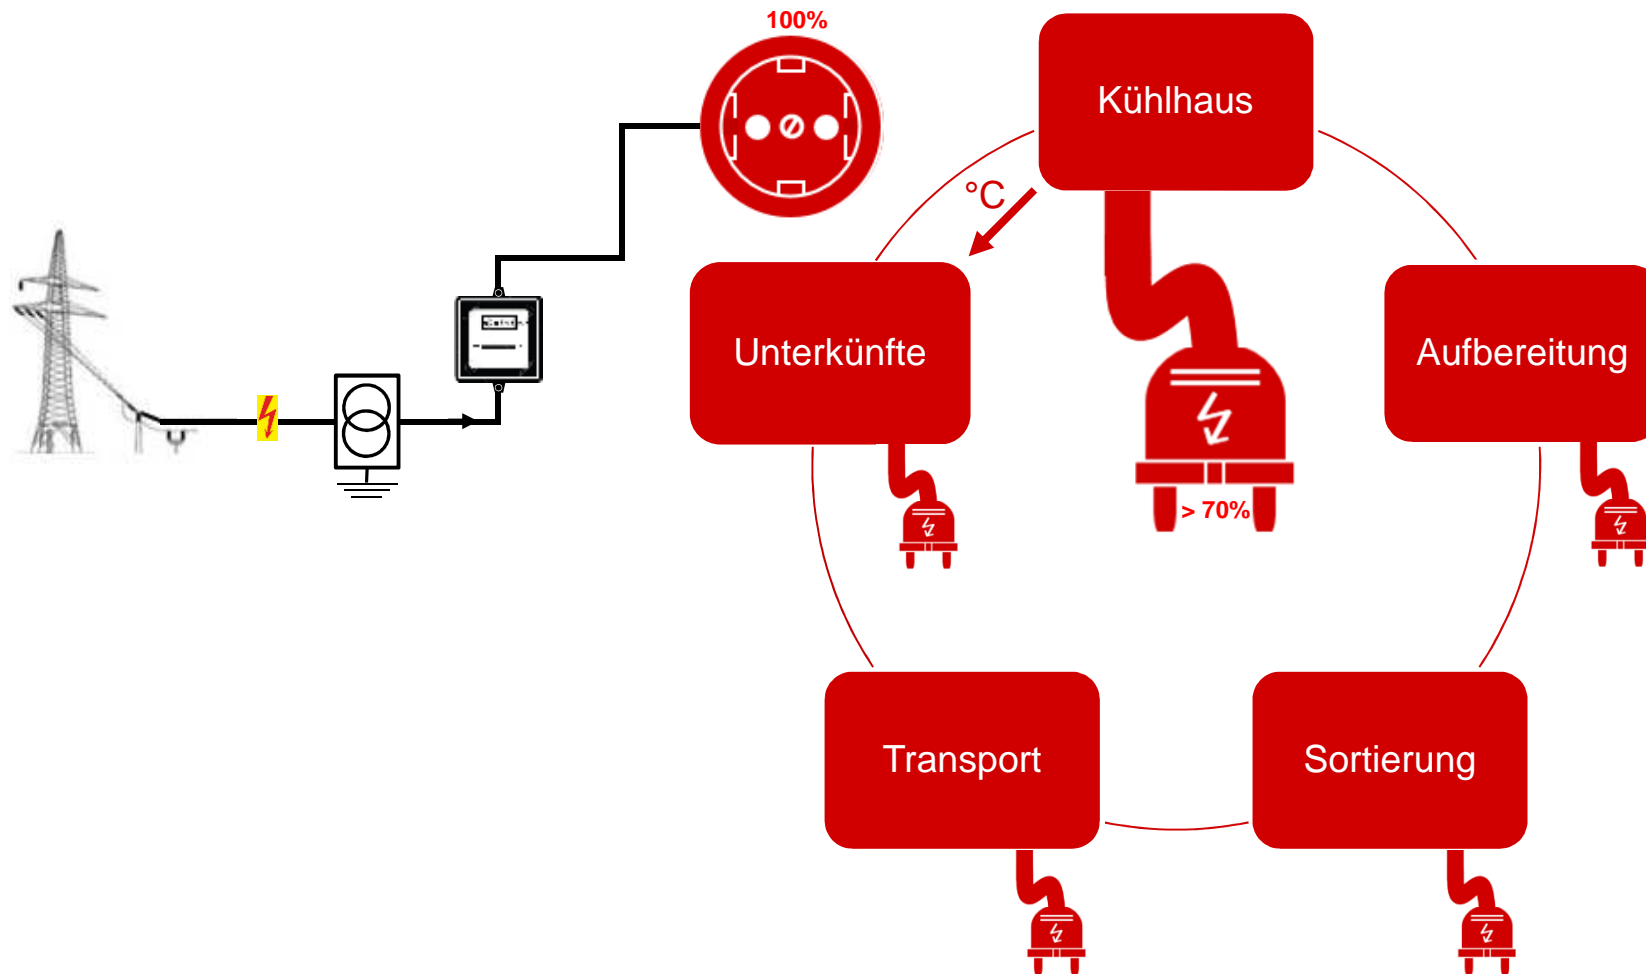 100%
Kühlhaus
°C
Unterkünfte
Aufbereitung
> 70%
Transport
Sortierung